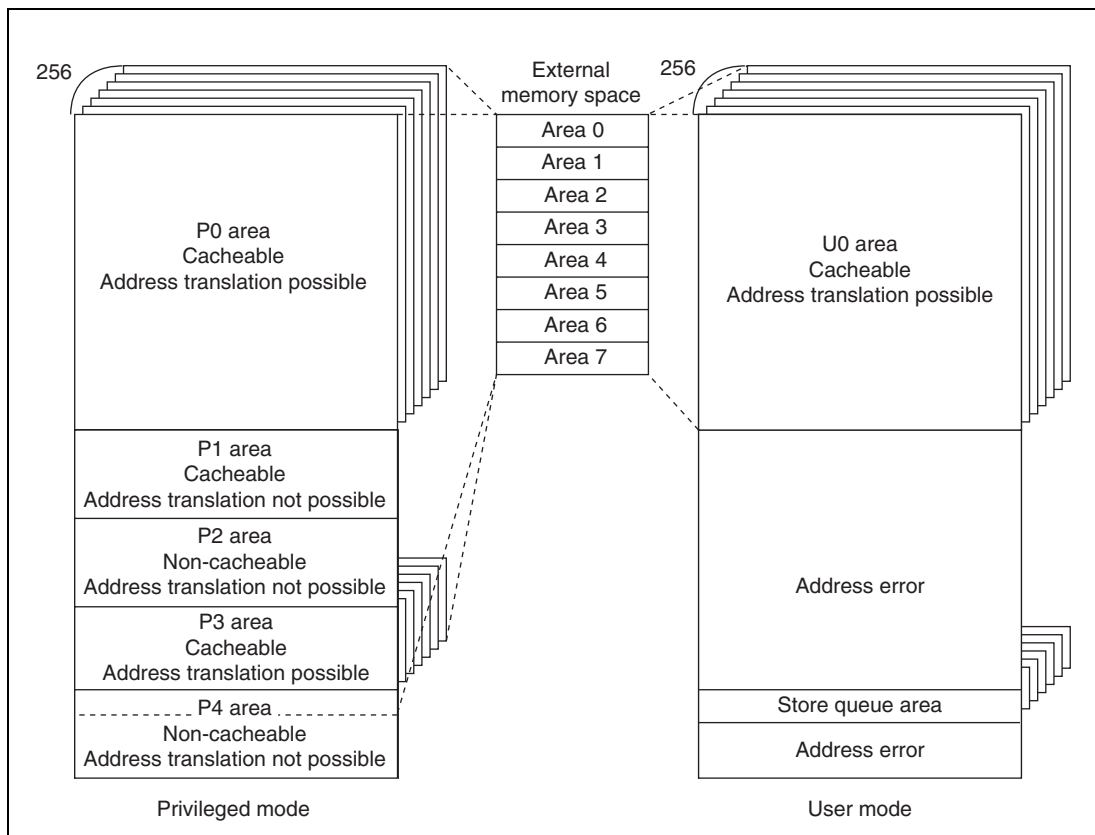 256
External
memory space
256
Area 0
Area 1
Area 2
Area 3
Area 4
Area 5
Area 6
Area 7
P0 area
Cacheable
Address translation possible
U0 area
Cacheable
Address translation possible
P1 area
Cacheable
Address translation not possible
P2 area
Non-cacheable
Address translation not possible
P3 area
Cacheable
Address translation possible
P4 area
Non-cacheable
Address translation not possible
Address error
Store queue area
Address error
Privileged mode
User mode